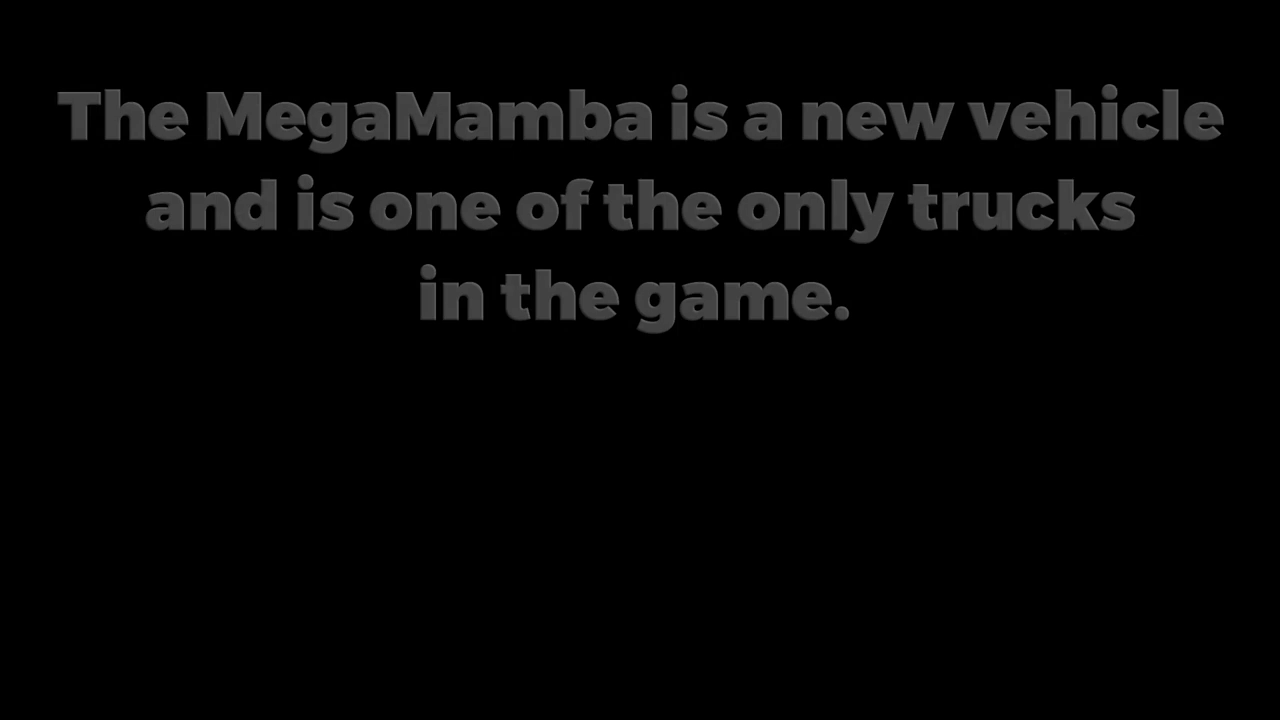 The MegaMamba is a new vehicle
and is one of the only trucks
in the game.